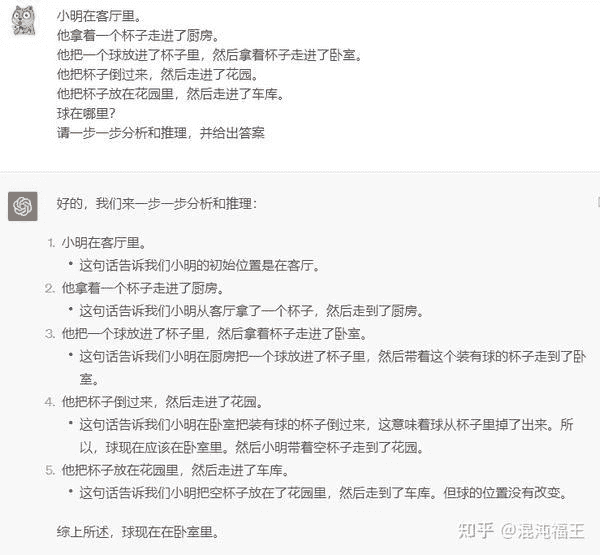 小明在客厅里。
他拿着一个杯子走进了厨房。
他把一个球放进了杯子里，然后拿着杯子走进了卧室。
他把杯子倒过来，然后走进了花园。
他把杯子放在花园里，然后走进了车库。
球在哪里？
请一步一步分析和推理，并给出答案
好的，我们来一步一步分析和推理：
1. 小明在客厅里。
• 这句话告诉我们小明的初始位置是在客厅。
2. 他拿着一个杯子走进了厨房。
• 这句话告诉我们小明从客厅拿了一个杯子，然后走到了厨房。
3. 他把一个球放进了杯子里，然后拿着杯子走进了卧室。
• 这句话告诉我们小明在厨房把一个球放进了杯子里，然后带着这个装有球的杯子走到了卧
室。
4. 他把杯子倒过来，然后走进了花园。
• 这句话告诉我们小明在卧室把装有球的杯子倒过来，这意味着球从杯子里掉了出来。所
以，球现在应该在卧室里。然后小明带着空杯子走到了花园。
5. 他把杯子放在花园里，然后走进了车库。
• 这句话告诉我们小明把空杯子放在了花园里，然后走到了车库。但球的位置没有改变。
综上所述，球现在在卧室里。
知乎 @混沌福王